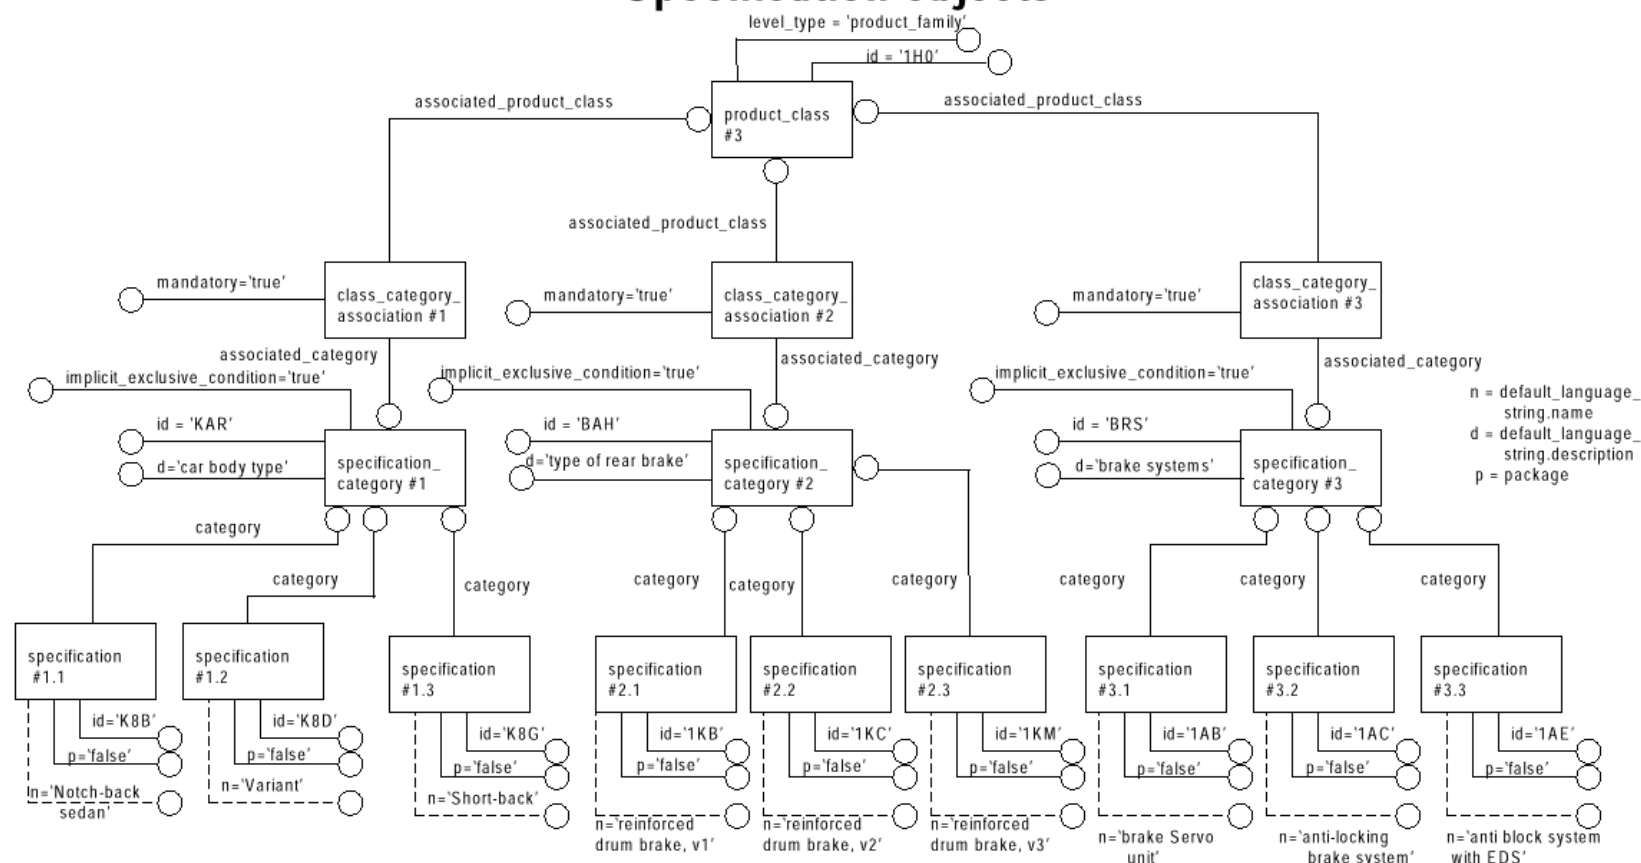 Specification objects
level_type = 'product_family'
id = '1H0'
associated_product_class
associated_product_class
product_class
#3
associated_product_class
mandatory='true'
class_category_
association #1
mandatory='true'
class_category_
association #2
mandatory='true'
class_category_
association #3
associated_category
associated_category
associated_category
implicit_exclusive_condition='true'
implicit_exclusive_condition='true'
implicit_exclusive_condition='true'
n = default_language_
string.name
d = default_language_
string.description
p = package
id = 'KAR'
d='car body type'
specification_
category #1
id = 'BAH'
d='type of rear brake'
specification_
category #2
id = 'BRS'
d='brake systems'
specification_
category #3
category
category
category
category
category
category
category
category
category
specification
#1.1
specification
#1.2
specification
#1.3
specification
#2.1
specification
#2.2
specification
#2.3
specification
#3.1
specification
#3.2
specification
#3.3
id='K8B'
p='false'
n='Notch-back
sedan'
id='K8D'
p='false'
n='Variant'
id='K8G'
p='false'
n='Short-back'
id='1KB'
p='false'
n='reinforced
drum brake, v1'
id='1KC'
p='false'
n='reinforced
drum brake, v2'
id='1KM'
p='false'
n='reinforced
drum brake, v3'
id='1AB'
p='false'
n='brake Servo
unit'
id='1AC'
p='false'
n='anti-locking
brake system'
id='1AE'
p='false'
n='anti block system
with EDS'